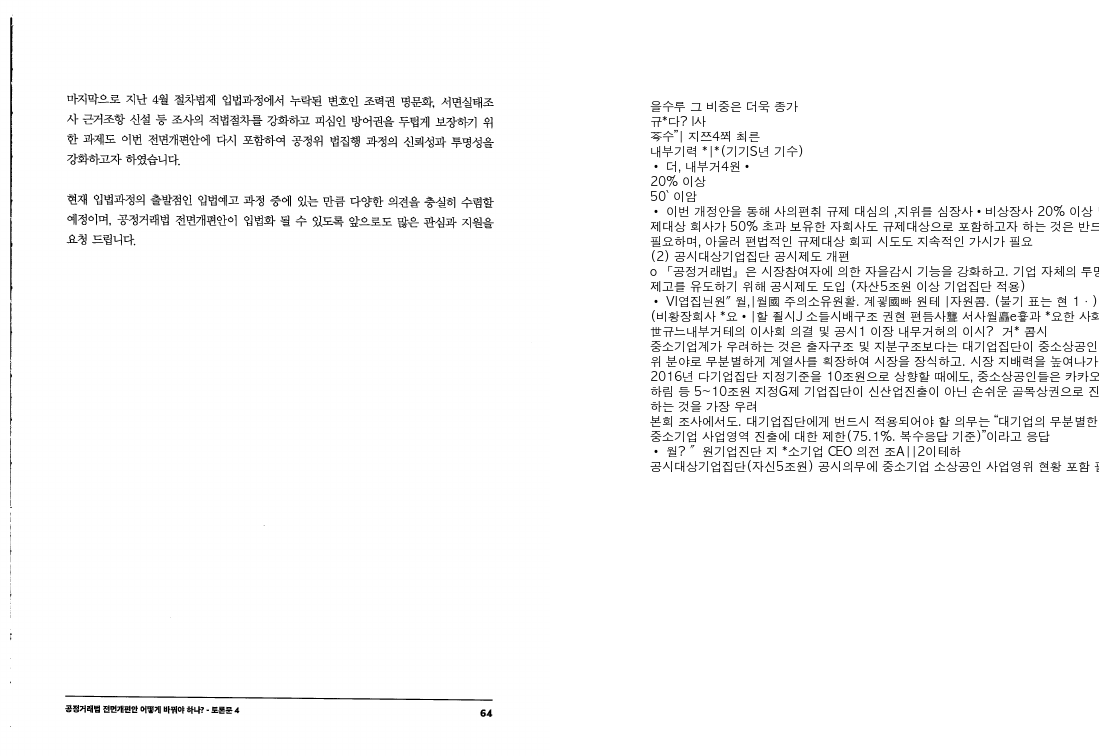 마지막으로 지난 4월 절차법제 입법과정에서 누락된 변호인 조력권 명문화, 서면실태조
사 근거조항 신설 등 조사의 적법절차를 강화하고 피심인 방어권을 두텁게 보장하기 위
한 과제도 이번 전면개편안에 다시 포함하여 공정위 법집행 과정의 신뢰성과 투명성을
강화하고자 하였습니다.
현재 입법과정의 출발점인 입법예고 과정 중에 있는 만큼 다양한 의견을 충실히 수렴할
예정이며, 공정거래법 전면개편안이 입법화 될 수 있도록 앞으로도 많은 관심과 지원을
요청 드립니다.
공정거래법 전면개편안 어떻게 바꿔야 하나? - 토론문 4
64
을수루 그 비중은 더욱 종가
규*다? I사
수”| 지쯔4쬐 최른
내부기력 *|*(기기S년 기수)
• 더, 내부거4원 •
20% 이상
50` 이암
• 이번 개정안을 동해 사의편취 규제 대심의 ,지위를 심장사 • 비상장사 20% 이상
제대상 회사가 50% 초과 보유한 자회사도 규제대상으로 포함하고자 하는 것은 반드
필요하며, 아울러 편법적인 규제대상 회피 시도도 지속적인 가시가 필요
(2) 공시대상기업집단 공시제도 개편
o 「공정거래법』은 시장참여자에 의한 자을감시 기능을 강화하고. 기업 자체의 투명
제고를 유도하기 위해 공시제도 도입 (자산5조원 이상 기업집단 적용)
• VI업집늰원” 월,|월國 주의소유원활. 계궿國빠 원테 |자원콤. (불기 표는 현 1ㆍ)
(비황장회사 *요 • |할 죌시J 소들시배구조 권현 편듬사聾 서사월贔e흫과 *요한 사화
世규느내부거테의 이사회 의결 및 공시1 이장 내무거허의 이시? 거* 콤시
중소기업계가 우려하는 것은 출자구조 및 지분구조보다는 대기업집단이 중소상공인
위 분야로 무분별하게 계열사를 획장하여 시장을 장식하고. 시장 지배력을 높여나가
2016년 다기업집단 지정기준을 10조원으로 상향할 때에도, 중소상공인들은 카카오
하림 등 5~10조원 지정G제 기업집단이 신산업진출이 아닌 손쉬운 골목상권으로 진
하는 것을 가장 우려
본회 조사에서도. 대기업집단에게 번드시 적용되어야 할 의무는 “대기업의 무분별한
중소기업 사업영역 진출에 대한 제한(75.1%. 복수응답 기준)”이라고 응답
• 월? ˝ 원기업진단 지 *소기업 CEO 의전 조A||2이테하
공시대상기업집단(자신5조원) 공시의무에 중소기업 소상공인 사업영위 현황 포함